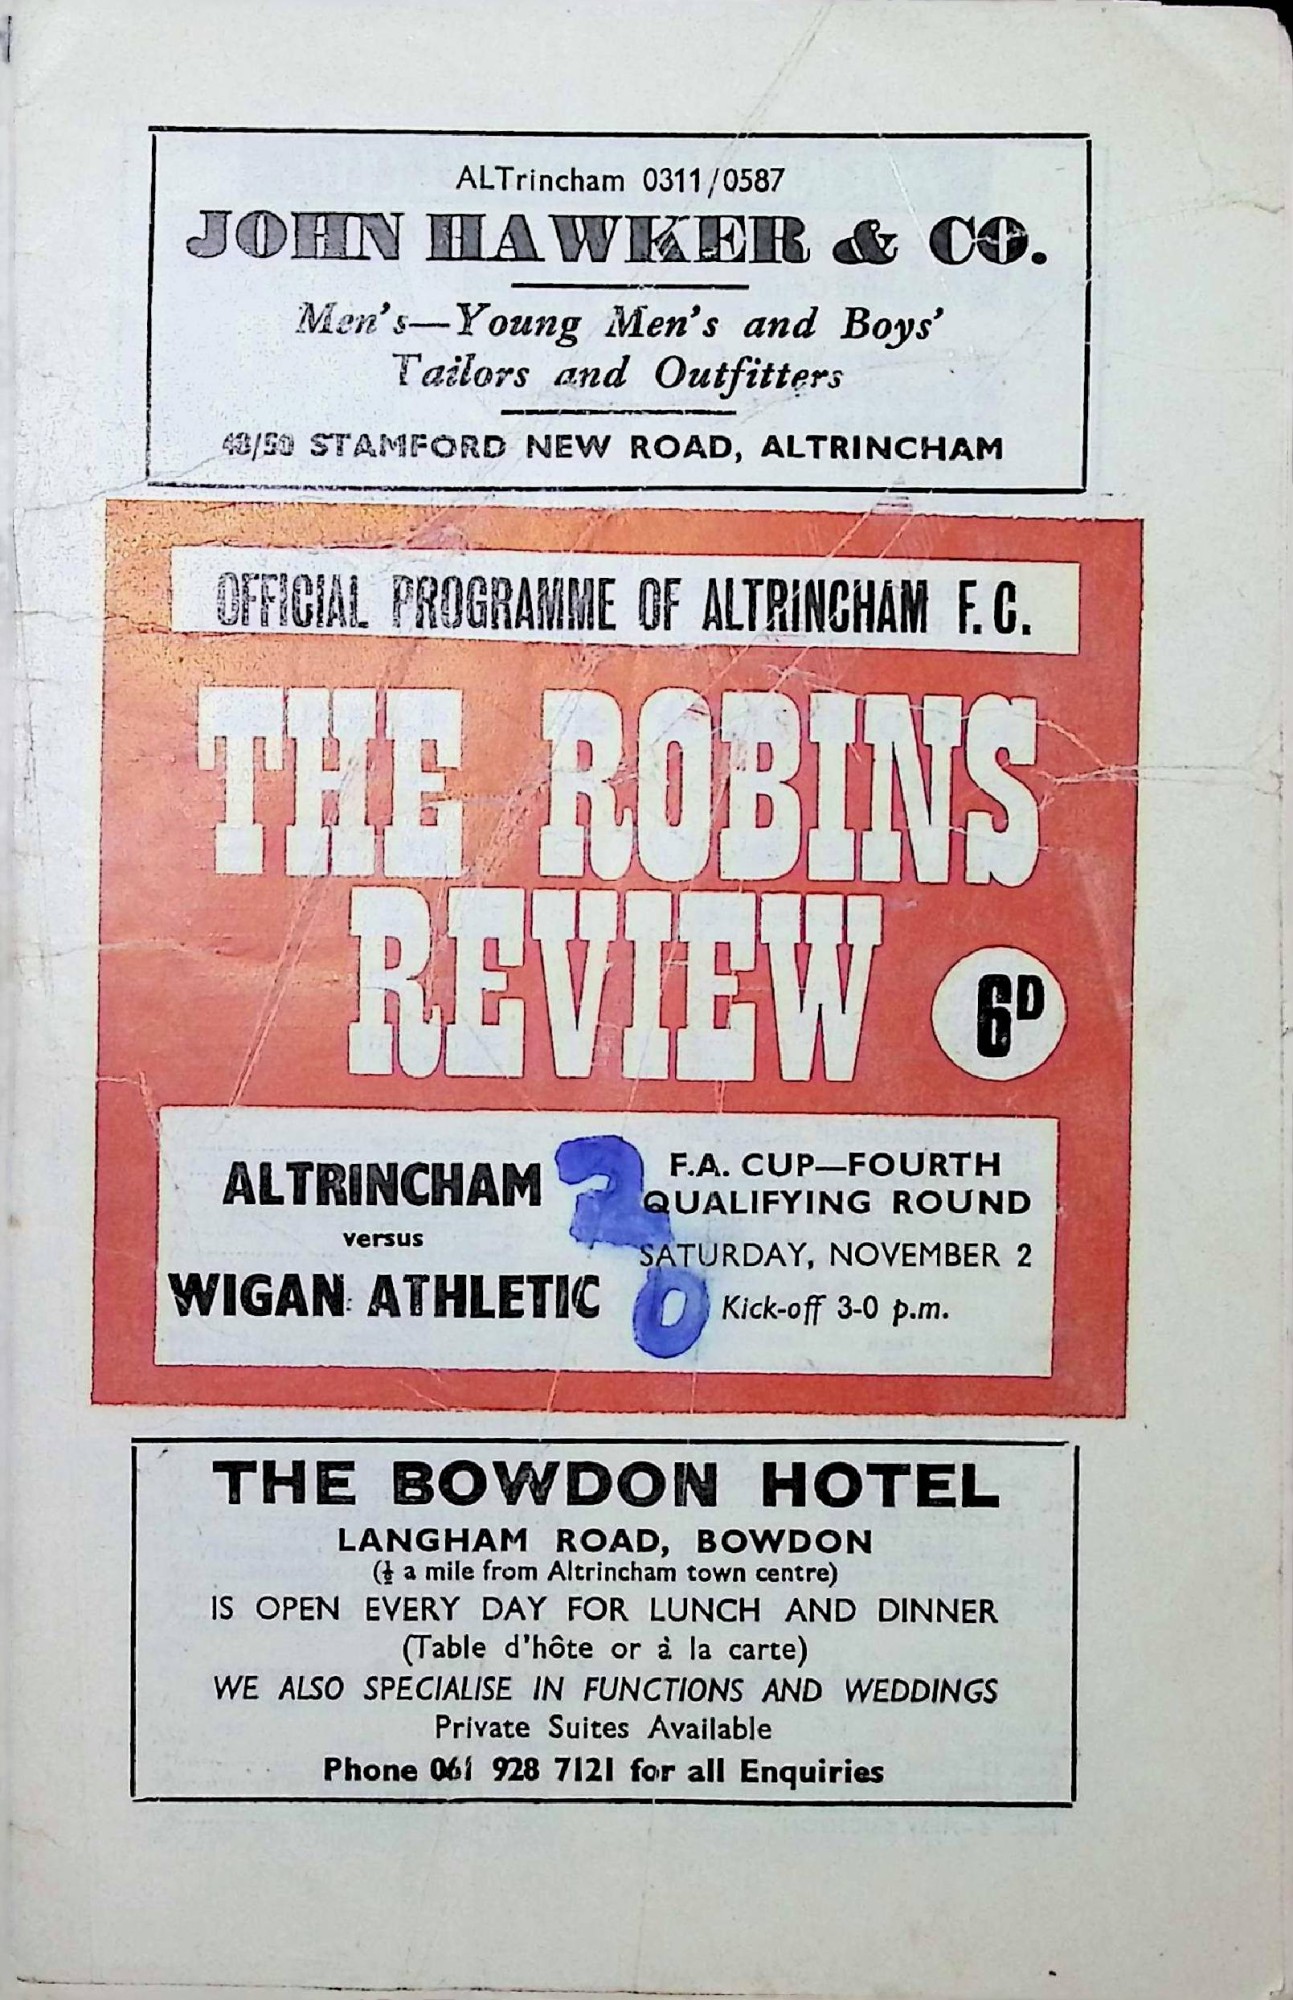 ALTrincham 0311/0587
JOHN HAWKER & CO.
Men's—Young Men's and Boys'
Tailors and Outfitters
48/50 STAMFORD NEW ROAD, ALTRINCHAM
OFFICIAL PROGRAMME OF ALTRINCHAM F.C.
THE ROBINS
REVIEW
6D
ALTRINCHAM 2
versus
WIGAN ATHLETIC 0
F.A. CUP—FOURTH
QUALIFYING ROUND
SATURDAY, NOVEMBER 2
Kick-off 3-0 p.m.
THE BOWDON HOTEL
LANGHAM ROAD, BOWDON
(½ a mile from Altrincham town centre)
IS OPEN EVERY DAY FOR LUNCH AND DINNER
(Table d'hôte or à la carte)
WE ALSO SPECIALISE IN FUNCTIONS AND WEDDINGS
Private Suites Available
Phone 061 928 7121 for all Enquiries